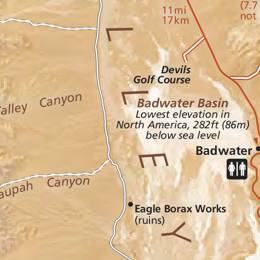 11mi
17km
(7.7
not
L
Devils
Golf Course
L
Badwater Basin
Lowest elevation in
North America, 282ft (86m)
below sea level
alley Canyon
Badwater
E
aupah Canyon
Eagle Borax Works
(ruins)
Y